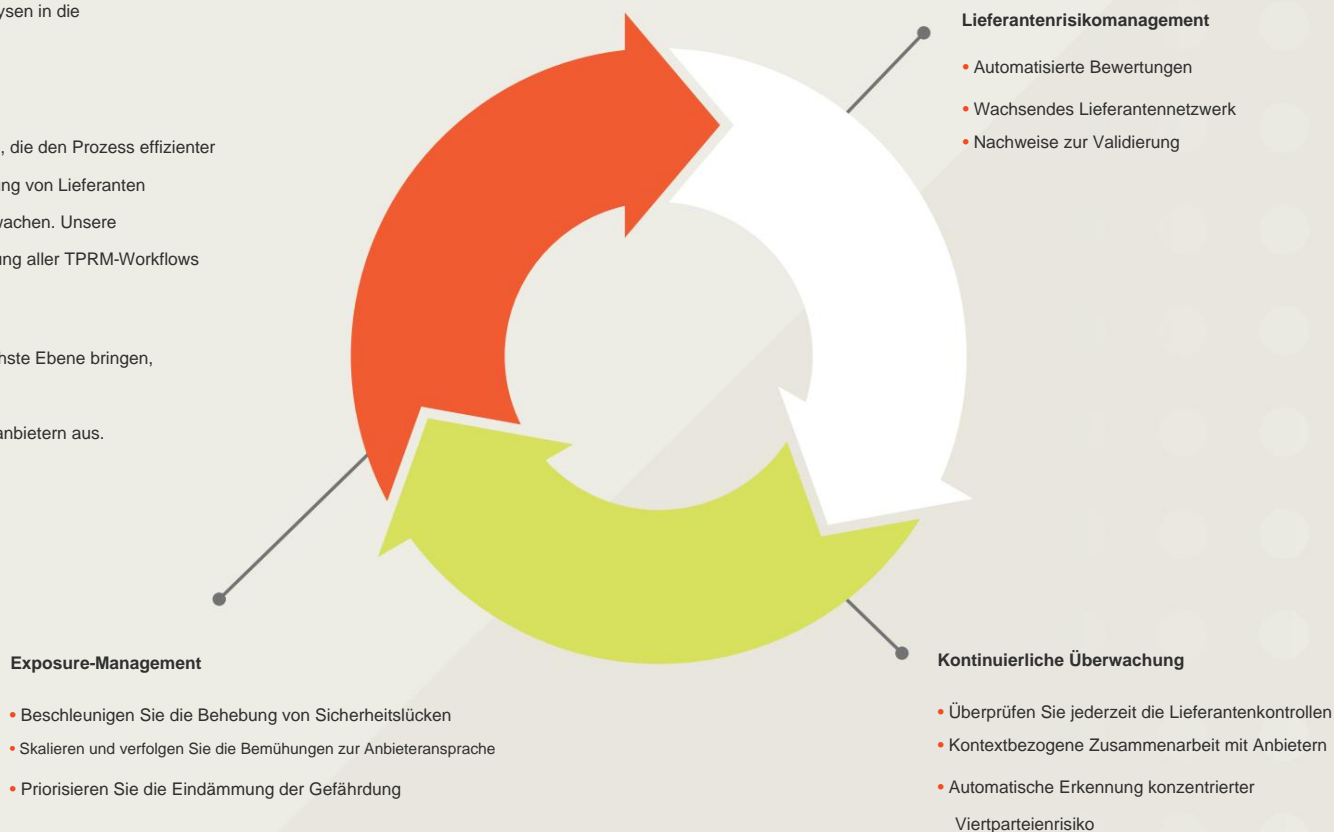 ysen in die
, die den Prozess effizienter
ung von Lieferanten
wachen. Unsere
ung aller TPRM-Workflows
hste Ebene bringen,
anbietern aus.
Lieferantenrisikomanagement
• Automatisierte Bewertungen
• Wachsendes Lieferantennetzwerk
• Nachweise zur Validierung
Exposure-Management
• Beschleunigen Sie die Behebung von Sicherheitslücken
• Skalieren und verfolgen Sie die Bemühungen zur Anbieteransprache
• Priorisieren Sie die Eindämmung der Gefährdung
Kontinuierliche Überwachung
• Überprüfen Sie jederzeit die Lieferantenkontrollen
• Kontextbezogene Zusammenarbeit mit Anbietern
• Automatische Erkennung konzentrierter
Viertparteienrisiko